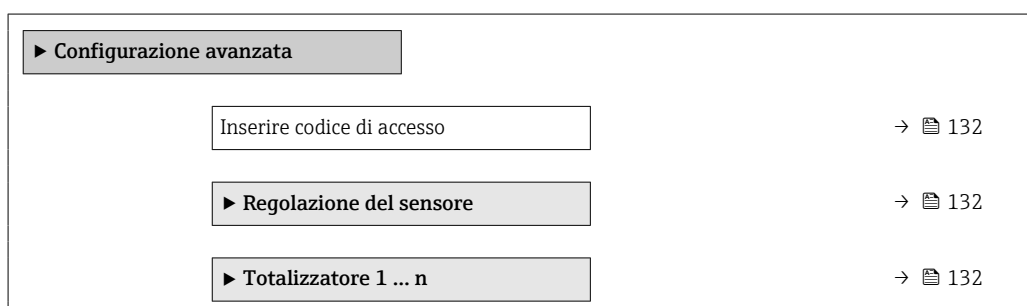 ▶ Configurazione avanzata
Inserire codice di accesso → 132
▶ Regolazione del sensore → 132
▶ Totalizzatore 1 … n → 132